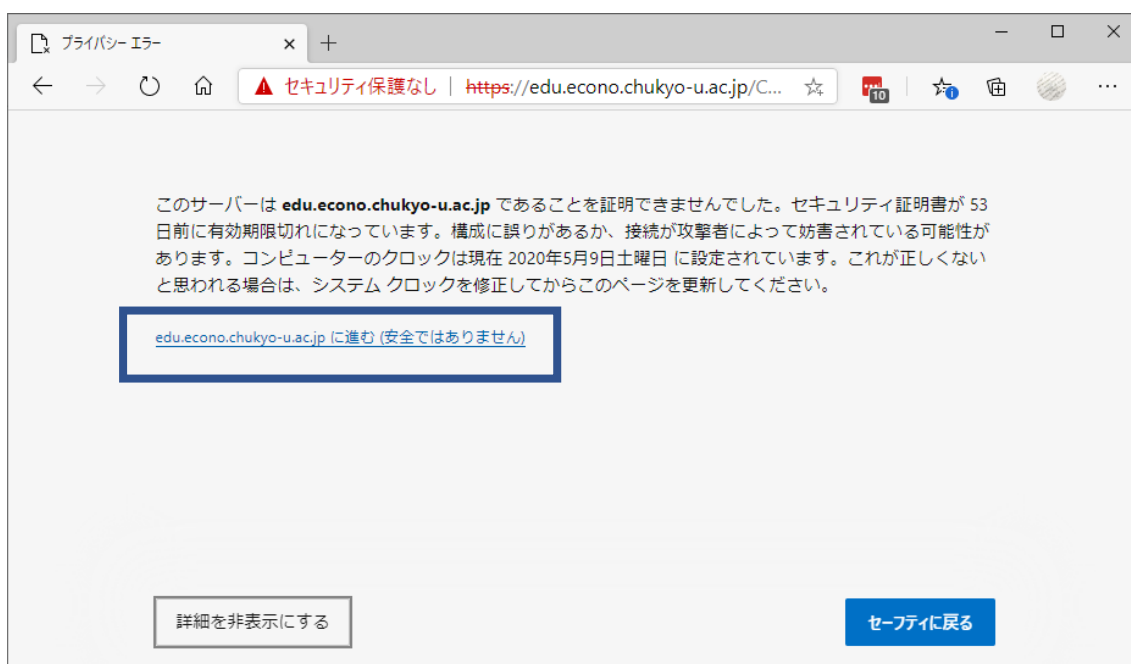 プライバシー エラー
セキュリティ保護なし | https://edu.econo.chukyo-u.ac.jp/C...
10
このサーバーは edu.econo.chukyo-u.ac.jp であることを証明できませんでした。セキュリティ証明書が 53
日前に有効期限切れになっています。構成に誤りがあるか、接続が攻撃者によって妨害されている可能性が
あります。コンピューターのクロックは現在 2020年5月9日土曜日 に設定されています。これが正しくない
と思われる場合は、システム クロックを修正してからこのページを更新してください。
edu.econo.chukyo-u.ac.jp に進む (安全ではありません)
詳細を非表示にする
セーフティに戻る